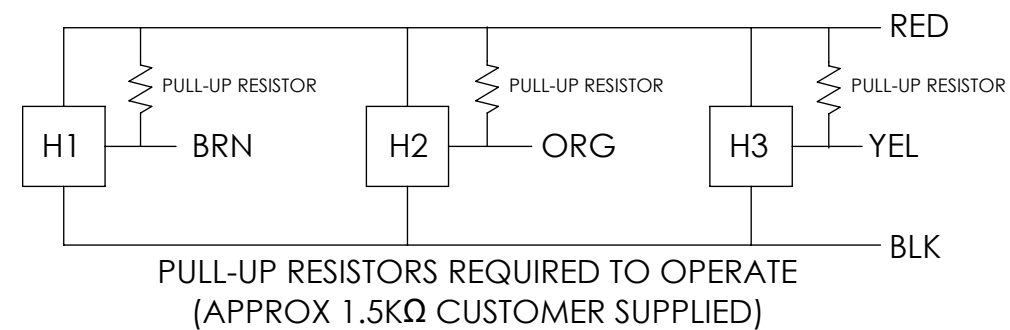 RED
PULL-UP RESISTOR
PULL-UP RESISTOR
PULL-UP RESISTOR
H1
BRN
H2
ORG
H3
YEL
BLK
PULL-UP RESISTORS REQUIRED TO OPERATE
(APPROX 1.5KΩ CUSTOMER SUPPLIED)